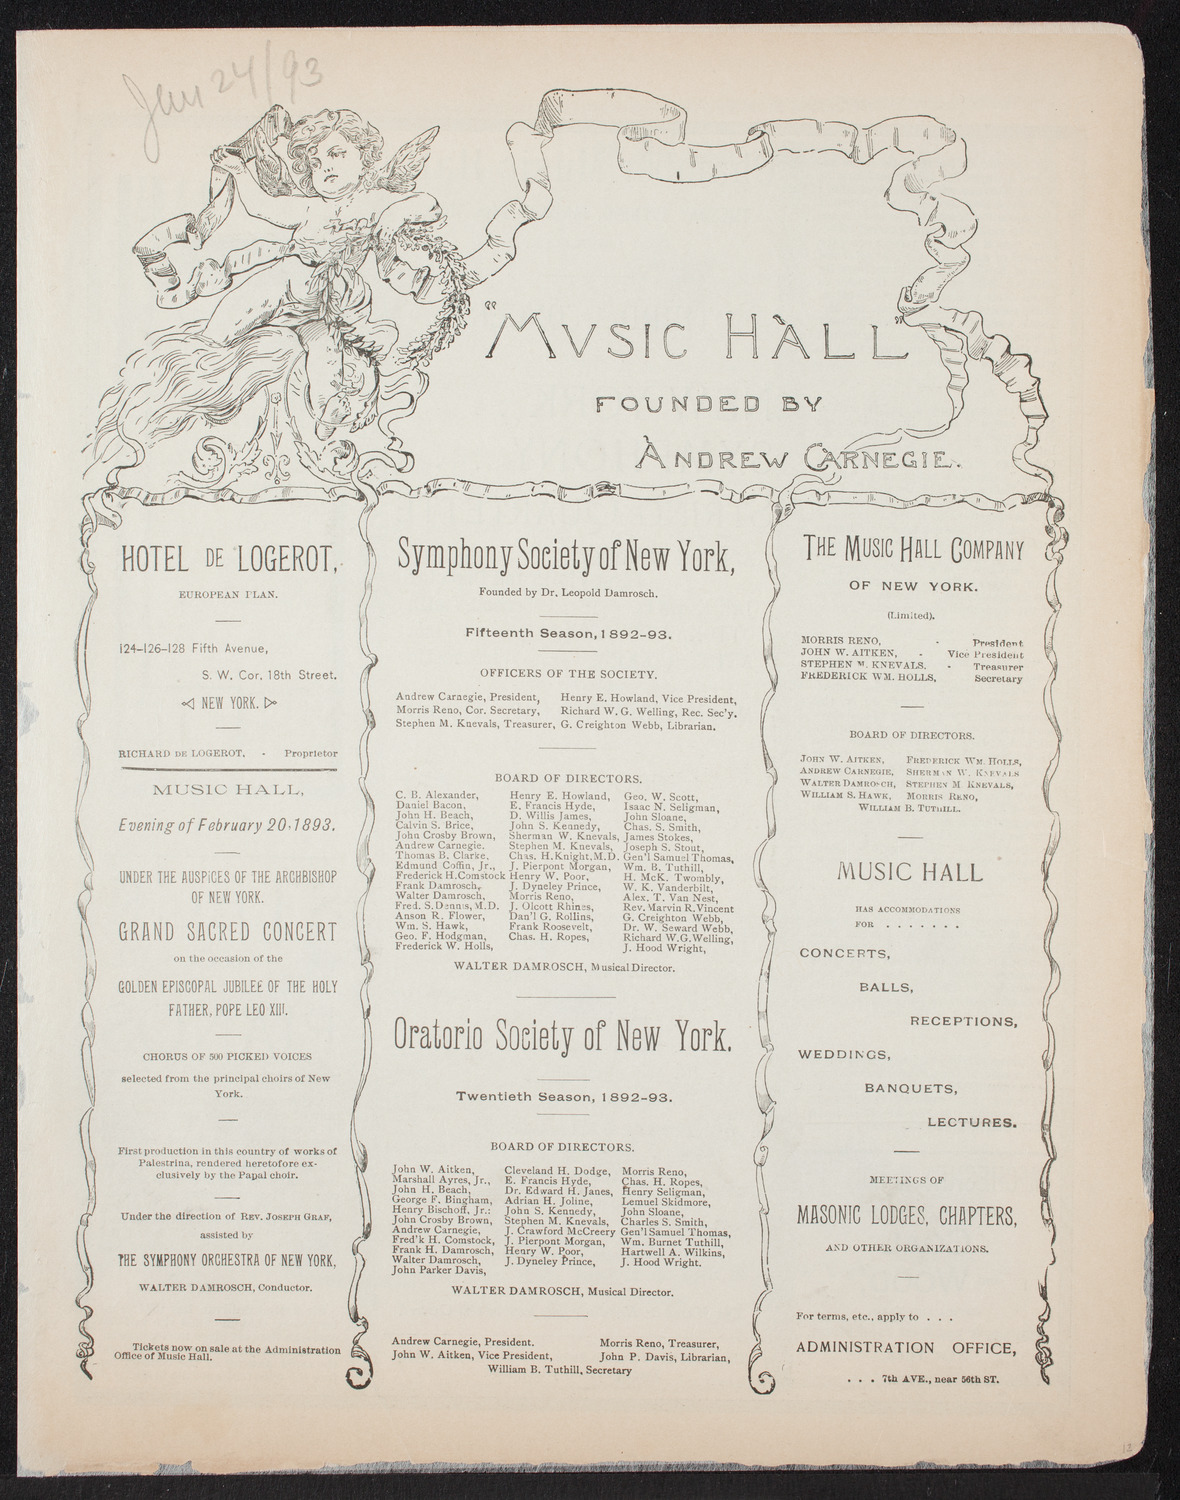 Jan 24/93
"MVSIC HALL"
FOUNDED BY
ANDREW CARNEGIE.
HOTEL DE LOGEROT,
EUROPEAN PLAN.
124-126-128 Fifth Avenue,
S. W. Cor. 18th Street.
NEW YORK.
RICHARD DE LOGEROT, - Proprietor
MUSIC HALL,
Evening of February 20, 1893.
UNDER THE AUSPICES OF THE ARCHBISHOP
OF NEW YORK.
GRAND SACRED CONCERT
on the occasion of the
GOLDEN EPISCOPAL JUBILEE OF THE HOLY
FATHER, POPE LEO XIII.
CHORUS OF 500 PICKED VOICES
selected from the principal choirs of New
York.
First production in this country of works of
Palestrina, rendered heretofore ex-
clusively by the Papal choir.
Under the direction of REV. JOSEPH GRAF,
assisted by
THE SYMPHONY ORCHESTRA OF NEW YORK,
WALTER DAMROSCH, Conductor.
Tickets now on sale at the Administration
Office of Music Hall.
Symphony Society of New York,
Founded by Dr. Leopold Damrosch.
Fifteenth Season, 1892-93.
OFFICERS OF THE SOCIETY.
Andrew Carnegie, President, Henry E. Howland, Vice President,
Morris Reno, Cor. Secretary, Richard W. G. Welling, Rec. Sec'y.
Stephen M. Knevals, Treasurer, G. Creighton Webb, Librarian.
BOARD OF DIRECTORS.
C. B. Alexander, Henry E. Howland, Geo. W. Scott,
Daniel Bacon, E. Francis Hyde, Isaac N. Seligman,
John H. Beach, D. Willis James, John Sloane,
Calvin S. Brice, John S. Kennedy, Chas. S. Smith,
John Crosby Brown, Sherman W. Knevals, James Stokes,
Andrew Carnegie. Stephen M. Knevals, Joseph S. Stout,
Thomas B. Clarke, Chas. H. Knight, M.D. Gen'l Samuel Thomas,
Edmund Coffin, Jr., J. Pierpont Morgan, Wm. B. Tuthill,
Frederick H. Comstock Henry W. Poor, H. McK. Twombly,
Frank Damrosch, J. Dyneley Prince, W. K. Vanderbilt,
Walter Damrosch, Morris Reno, Alex. T. Van Nest,
Fred. S. Dennis, M.D. J. Olcott Rhines, Rev. Marvin R. Vincent
Anson R. Flower, Dan'l G. Rollins, G. Creighton Webb,
Wm. S. Hawk, Frank Roosevelt, Dr. W. Seward Webb,
Geo. F. Hodgman, Chas. H. Ropes, Richard W.G. Welling,
Frederick W. Holls, J. Hood Wright,
WALTER DAMROSCH, Musical Director.
Oratorio Society of New York.
Twentieth Season, 1892-93.
BOARD OF DIRECTORS.
John W. Aitken, Cleveland H. Dodge, Morris Reno,
Marshall Ayres, Jr., E. Francis Hyde, Chas. H. Ropes,
John H. Beach, Dr. Edward H. Janes, Henry Seligman,
George F. Bingham, Adrian H. Joline, Lemuel Skidmore,
Henry Bischoff, Jr.: John S. Kennedy, John Sloane,
John Crosby Brown, Stephen M. Knevals, Charles S. Smith,
Andrew Carnegie, J. Crawford McCreery Gen'l Samuel Thomas,
Fred'k H. Comstock, J. Pierpont Morgan, Wm. Burnet Tuthill,
Frank H. Damrosch, Henry W. Poor, Hartwell A. Wilkins,
Walter Damrosch, J. Dyneley Prince, J. Hood Wright.
John Parker Davis,
WALTER DAMROSCH, Musical Director.
Andrew Carnegie, President. Morris Reno, Treasurer,
John W. Aitken, Vice President, John P. Davis, Librarian,
William B. Tuthill, Secretary
THE MUSIC HALL COMPANY
OF NEW YORK.
(Limited).
MORRIS RENO, - President
JOHN W. AITKEN, - Vice President
STEPHEN M. KNEVALS. - Treasurer
FREDERICK WM. HOLLS, Secretary
BOARD OF DIRECTORS.
JOHN W. AITKEN, FREDERICK WM. HOLLS,
ANDREW CARNEGIE, SHERMAN W. KNEVALS
WALTER DAMROSCH, STEPHEN M. KNEVALS,
WILLIAM S. HAWK, MORRIS RENO,
WILLIAM B. TUTHILL.
MUSIC HALL
HAS ACCOMMODATIONS
FOR . . . . . . .
CONCERTS,
BALLS,
RECEPTIONS,
WEDDINGS,
BANQUETS,
LECTURES.
MEETINGS OF
MASONIC LODGES, CHAPTERS,
AND OTHER ORGANIZATIONS.
For terms, etc., apply to . . .
ADMINISTRATION OFFICE,
. . . 7th AVE., near 56th ST.